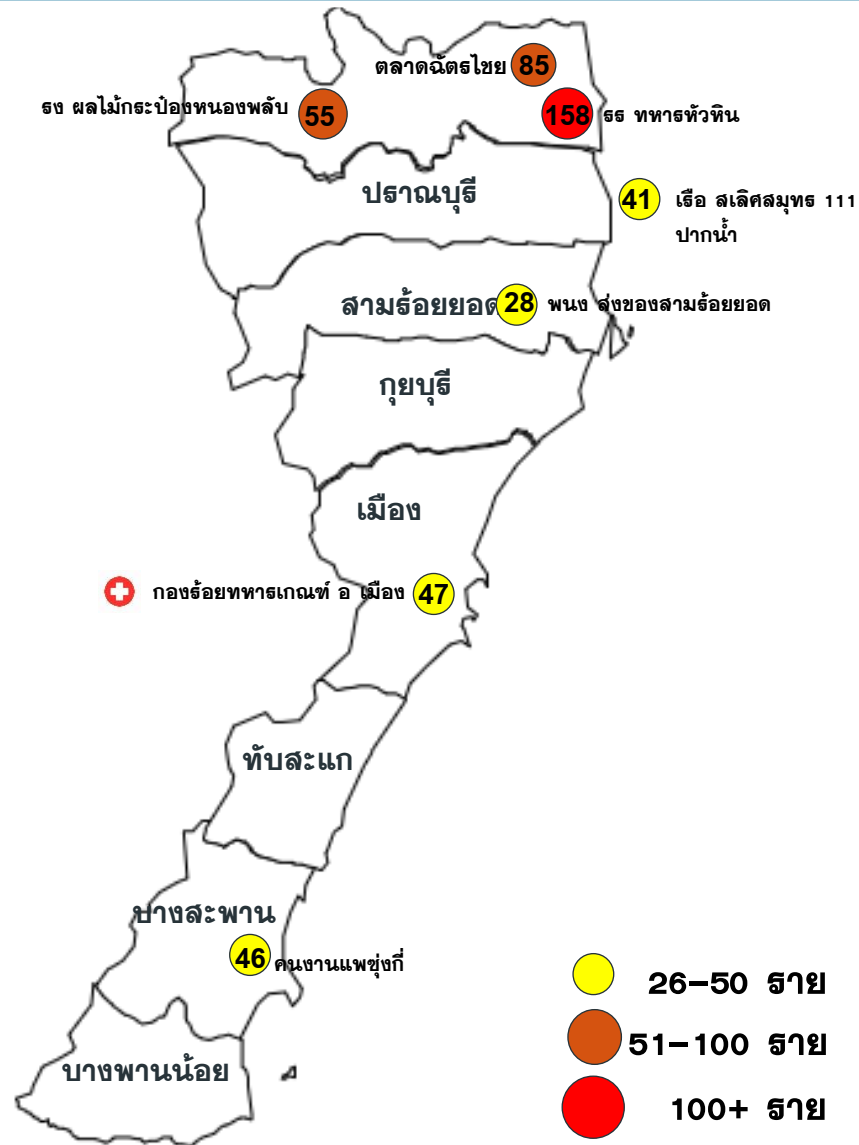 ตลาดฉัตรไชย 85
รง ผลไม้กระป๋องหนองพลับ 55
158 รร ทหารหัวหิน
ปราณบุรี
41 เรือ สเลิศสมุทร 111
ปากน้ำ
สามร้อยยอด 28 พนง ส่งของสามร้อยยอด
กุยบุรี
เมือง
กองร้อยทหารเกณฑ์ อ เมือง 47
ทับสะแก
บางสะพาน
46 คนงานแพชุ่งกี่
26-50 ราย
51-100 ราย
บางพานน้อย
100+ ราย